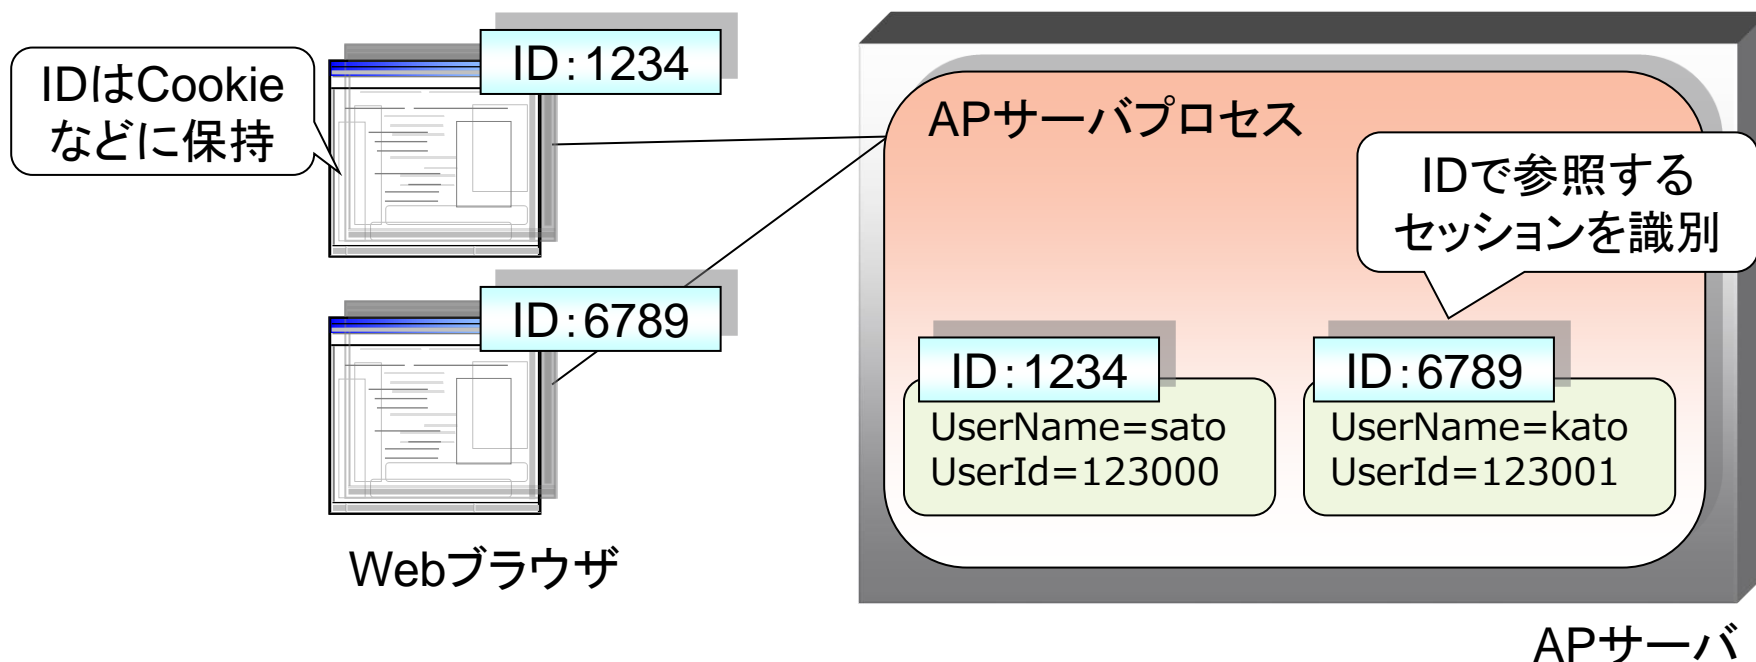 IDはCookie
などに保持
ID:1234
ID:6789
Webブラウザ
APサーバプロセス
IDで参照する
セッションを識別
ID:1234
UserName=sato
UserId=123000
ID:6789
UserName=kato
UserId=123001
APサーバ